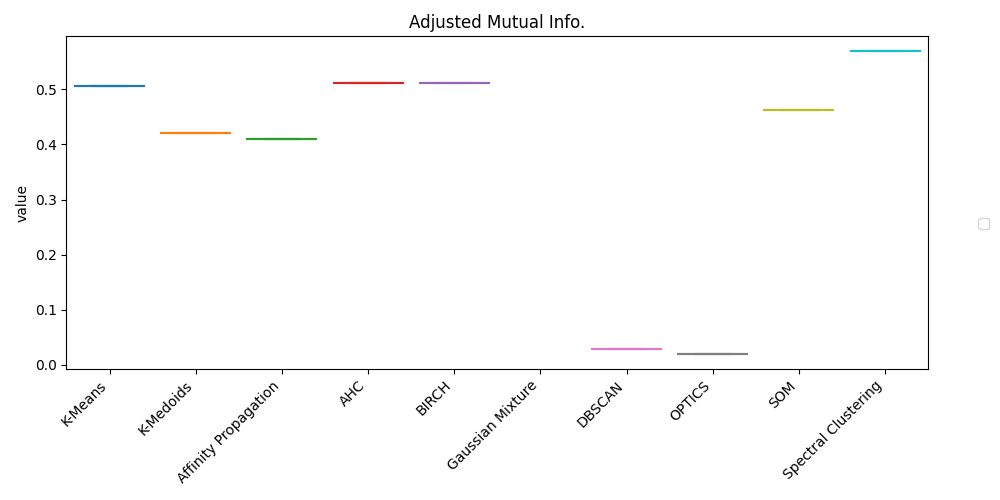 Adjusted Mutual Info.
value
0.5
0.4
0.3
0.2
0.1
0.0
K-Means
K-Medoids
Affinity Propagation
AHC
BIRCH
Gaussian Mixture
DBSCAN
OPTICS
SOM
Spectral Clustering